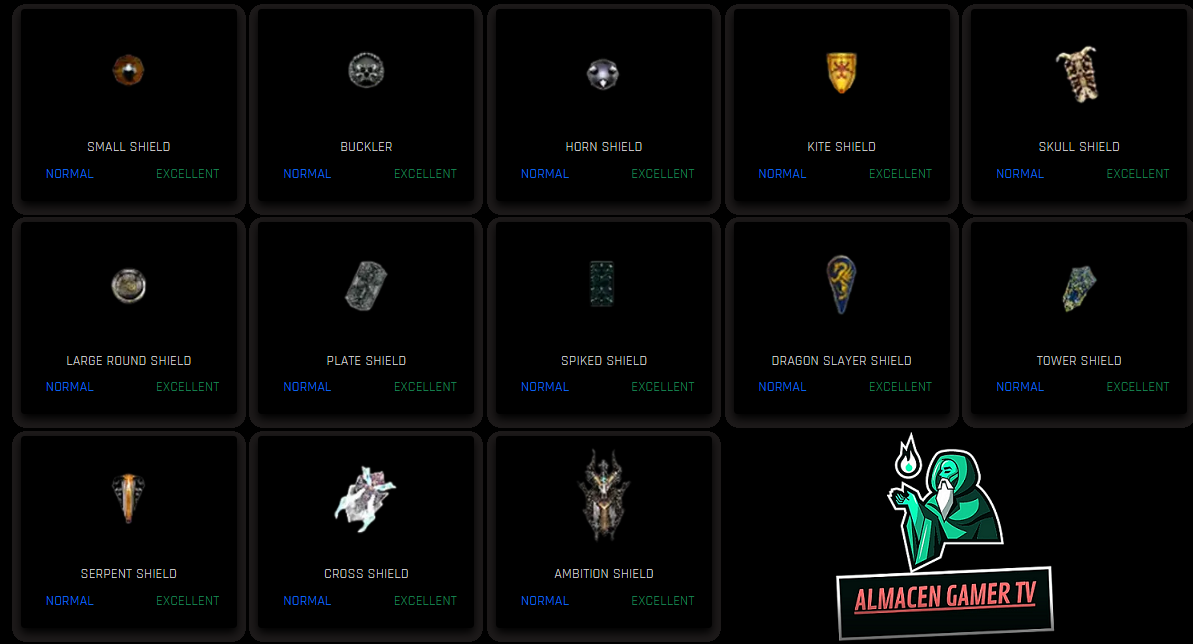 SMALL SHIELD
NORMAL EXCELLENT
BUCKLER
NORMAL EXCELLENT
HORN SHIELD
NORMAL EXCELLENT
KITE SHIELD
NORMAL EXCELLENT
SKULL SHIELD
NORMAL EXCELLENT
LARGE ROUND SHIELD
NORMAL EXCELLENT
PLATE SHIELD
NORMAL EXCELLENT
SPIKED SHIELD
NORMAL EXCELLENT
DRAGON SLAYER SHIELD
NORMAL EXCELLENT
TOWER SHIELD
NORMAL EXCELLENT
SERPENT SHIELD
NORMAL EXCELLENT
CROSS SHIELD
NORMAL EXCELLENT
AMBITION SHIELD
NORMAL EXCELLENT
ALMACEN GAMER TV